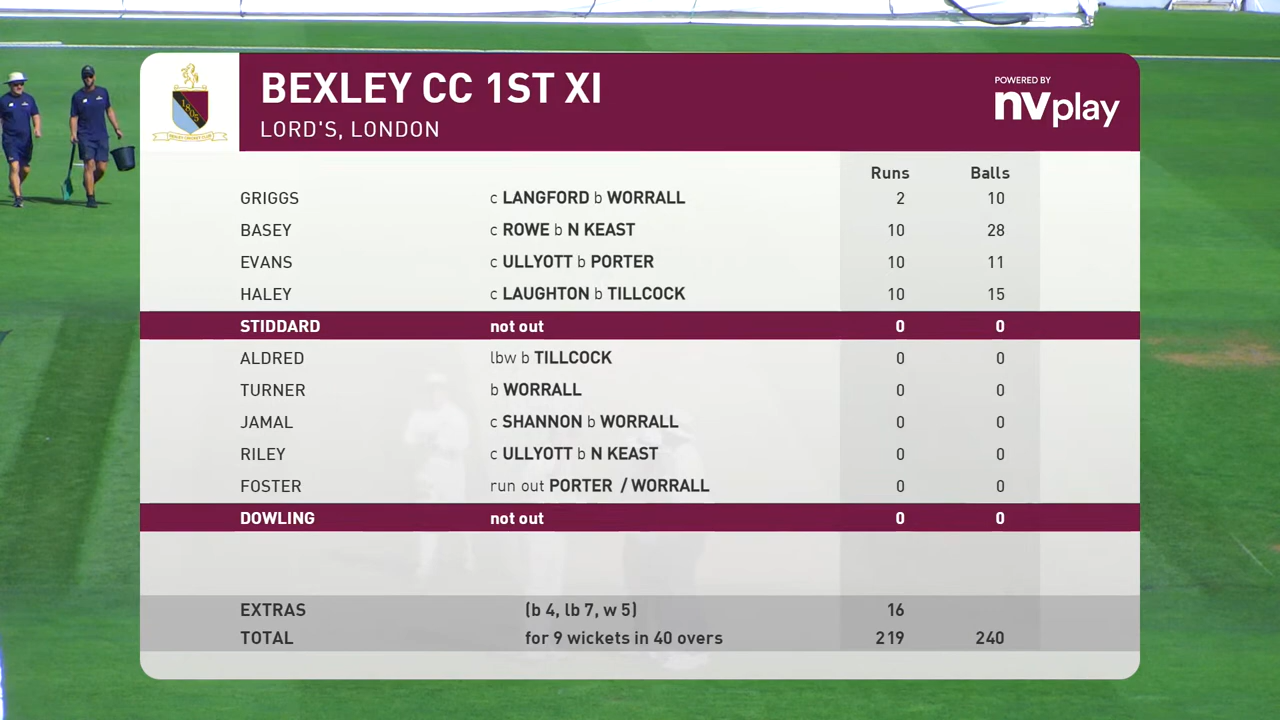 BEXLEY CC 1ST XI
LORD'S, LONDON
POWERED BY
nvplay
1805
BEXLEY CRICKET CLUB
Runs Balls
GRIGGS c LANGFORD b WORRALL 2 10
BASEY c ROWE b N KEAST 10 28
EVANS c ULLYOTT b PORTER 10 11
HALEY c LAUGHTON b TILLCOCK 10 15
STIDDARD not out 0 0
ALDRED lbw b TILLCOCK 0 0
TURNER b WORRALL 0 0
JAMAL c SHANNON b WORRALL 0 0
RILEY c ULLYOTT b N KEAST 0 0
FOSTER run out PORTER / WORRALL 0 0
DOWLING not out 0 0
EXTRAS (b 4, lb 7, w 5) 16
TOTAL for 9 wickets in 40 overs 219 240